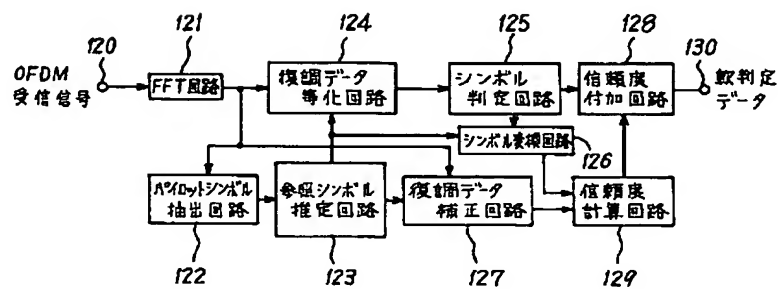 121
124
125
128
120
130
OFDM
受信信号
FFT回路
復調データ
等化回路
シンボル
判定回路
信頼度
付加回路
軟判定
データ
シンボル変換回路
126
パイロットシンボル
抽出回路
参照シンボル
推定回路
復調データ
補正回路
信頼度
計算回路
122
123
127
129